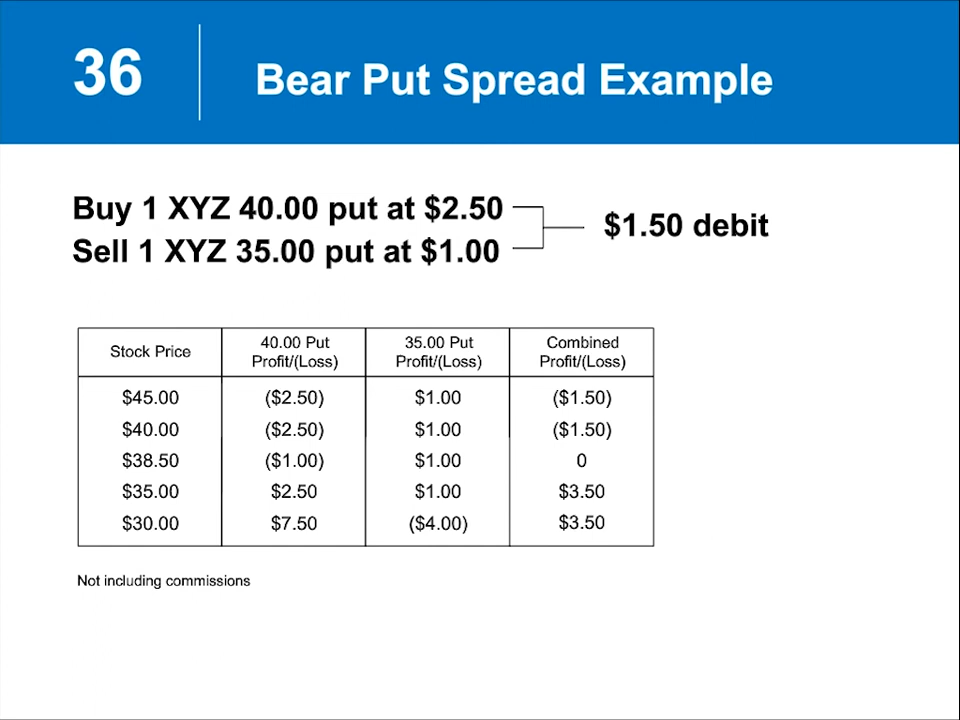 36
Bear Put Spread Example
Buy 1 XYZ 40.00 put at $2.50
Sell 1 XYZ 35.00 put at $1.00
$1.50 debit
Stock Price
40.00 Put
Profit/(Loss)
35.00 Put
Profit/(Loss)
Combined
Profit/(Loss)
$45.00 ($2.50) $1.00 ($1.50)
$40.00 ($2.50) $1.00 ($1.50)
$38.50 ($1.00) $1.00 0
$35.00 $2.50 $1.00 $3.50
$30.00 $7.50 ($4.00) $3.50
Not including commissions